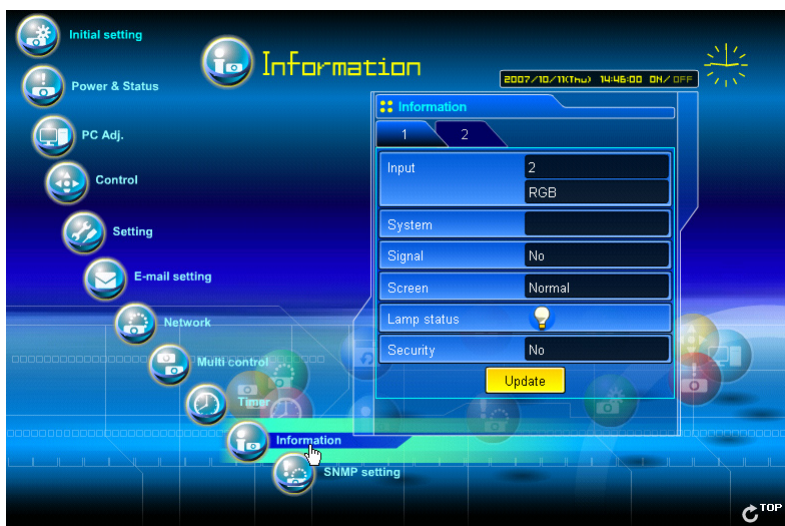 Initial setting
Power & Status
PC Adj.
Control
Setting
E-mail setting
Network
Multi control
Timer
Information
SNMP setting
Information
2007/10/11(Thu) 14:46:00 ON/OFF
Information
1 2
Input 2
RGB
System
Signal No
Screen Normal
Lamp status
Security No
Update
TOP